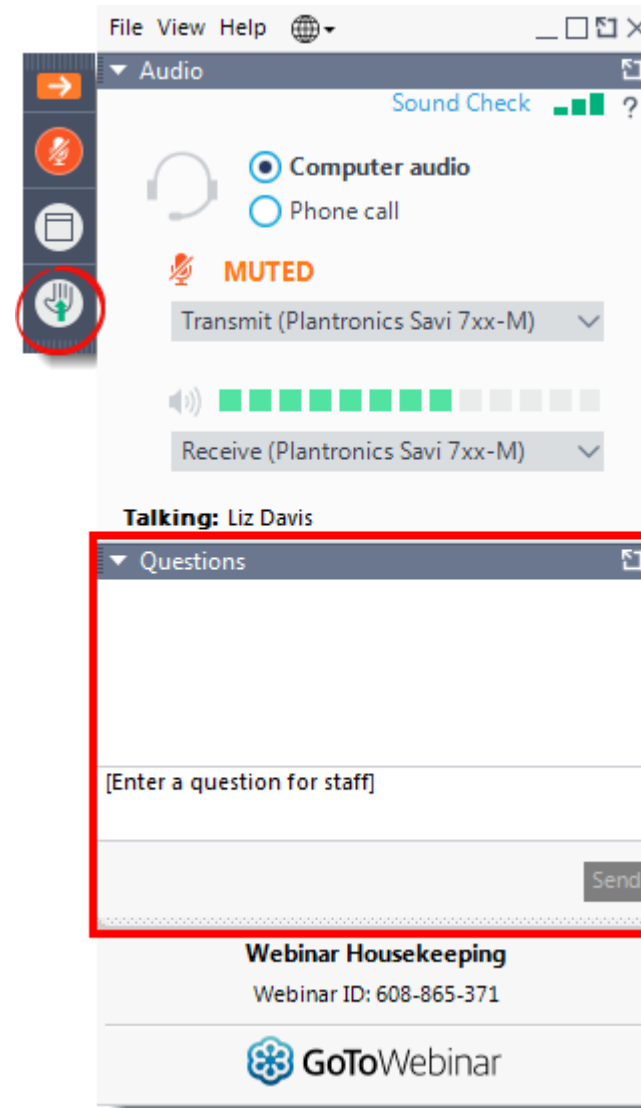 File View Help
Audio
Sound Check ?
Computer audio
Phone call
MUTED
Transmit (Plantronics Savi 7xx-M)
Receive (Plantronics Savi 7xx-M)
Talking: Liz Davis
Questions
[Enter a question for staff]
Send
Webinar Housekeeping
Webinar ID: 608-865-371
GoToWebinar